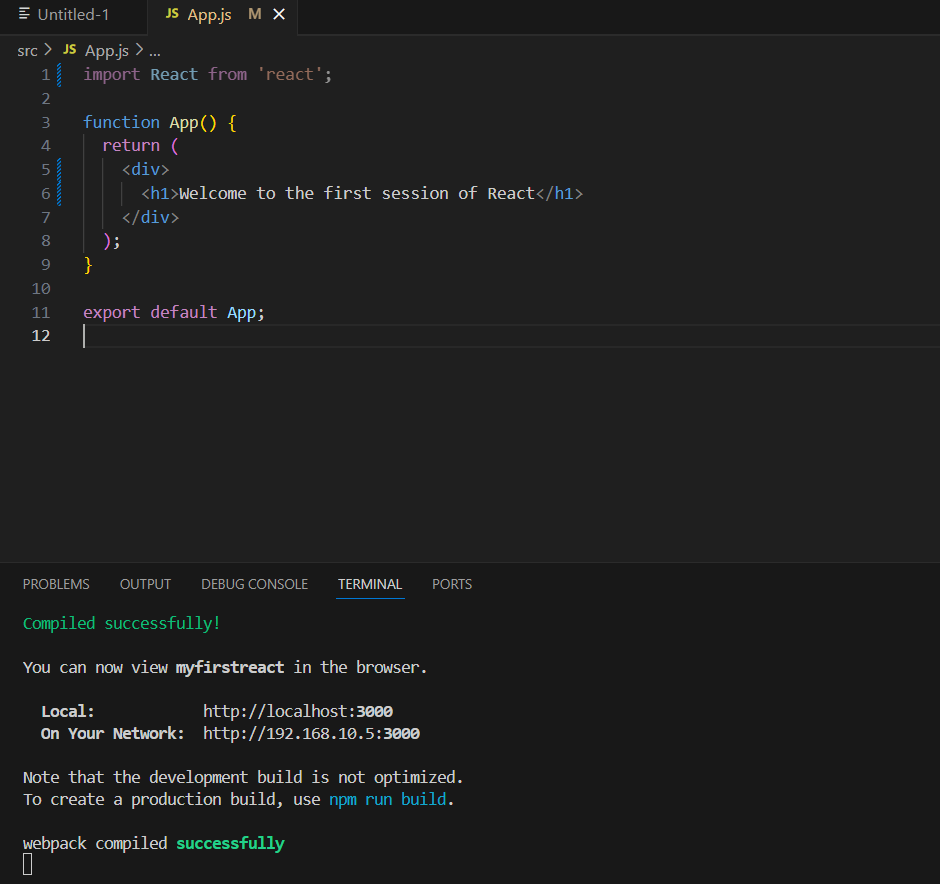 Untitled-1 JS App.js M
src > JS App.js > ...
1 import React from 'react';
2
3 function App() {
4 return (
5 <div>
6 <h1>Welcome to the first session of React</h1>
7 </div>
8 );
9 }
10
11 export default App;
12
PROBLEMS OUTPUT DEBUG CONSOLE TERMINAL PORTS
Compiled successfully!
You can now view myfirstreact in the browser.
Local: http://localhost:3000
On Your Network: http://192.168.10.5:3000
Note that the development build is not optimized.
To create a production build, use npm run build.
webpack compiled successfully